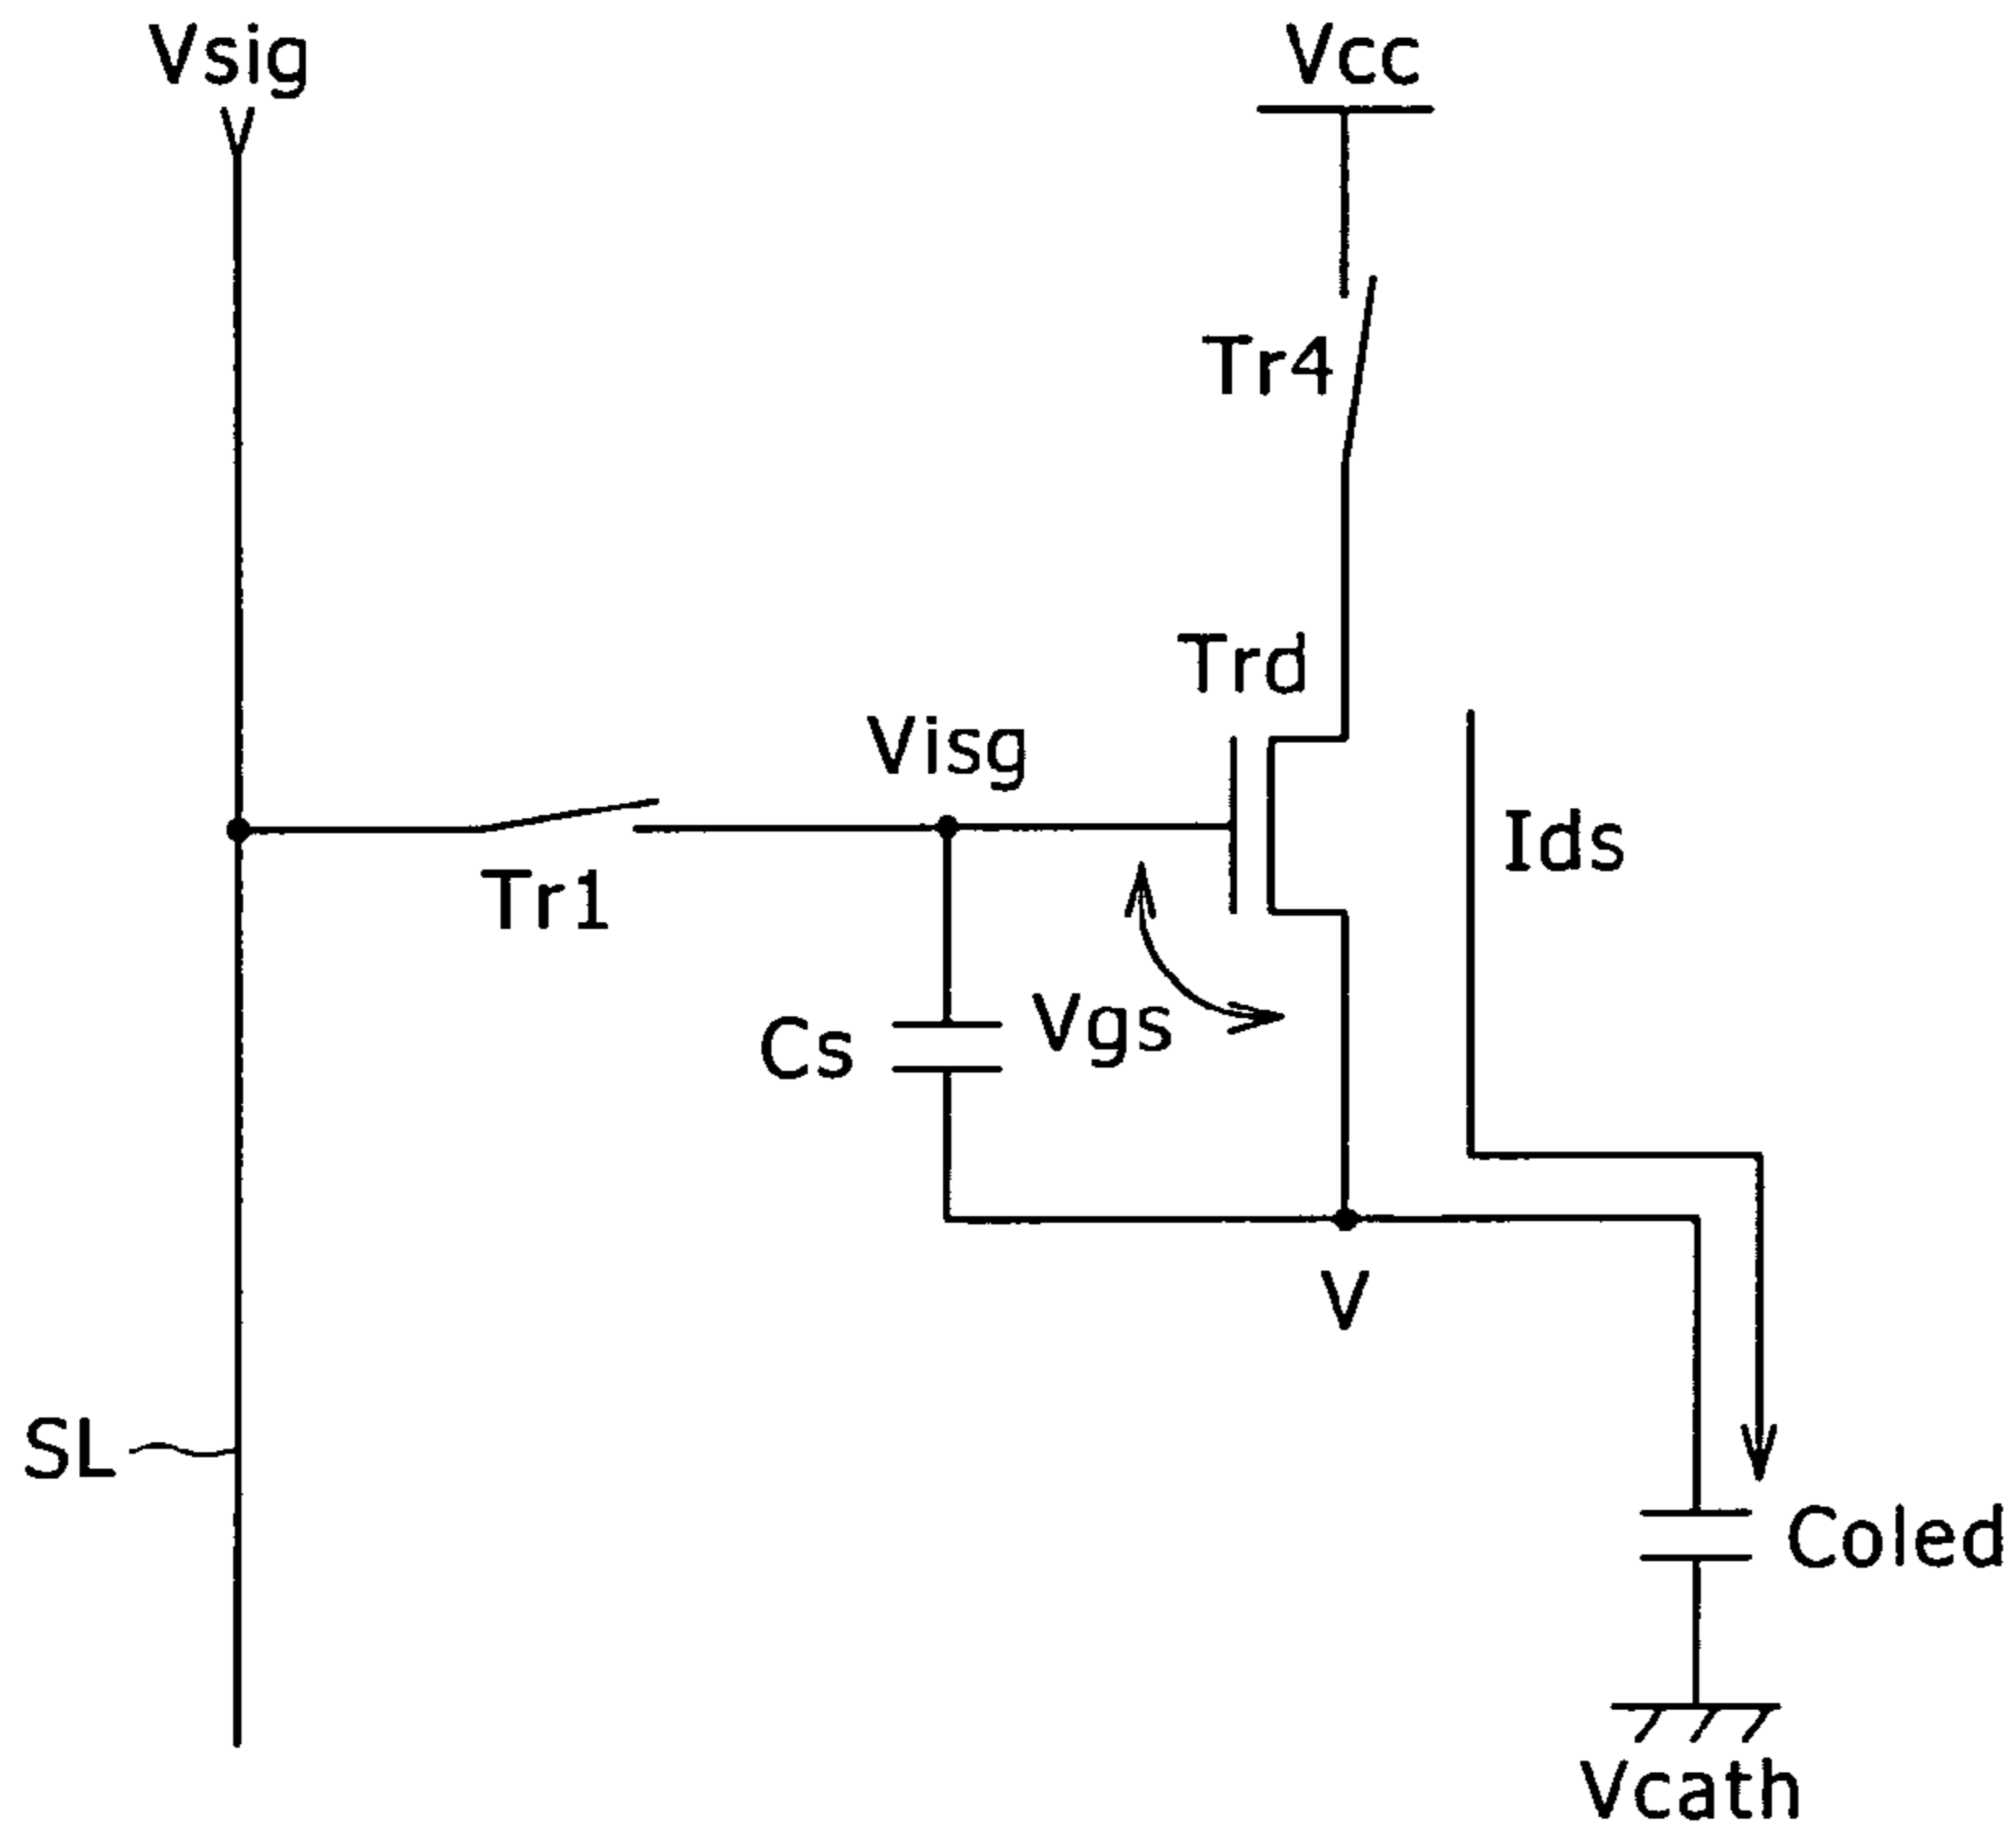 Vsig
Vcc
Tr4
Trd
Visg
Ids
Tr1
Vgs
Cs
V
SL
Coled
Vcath